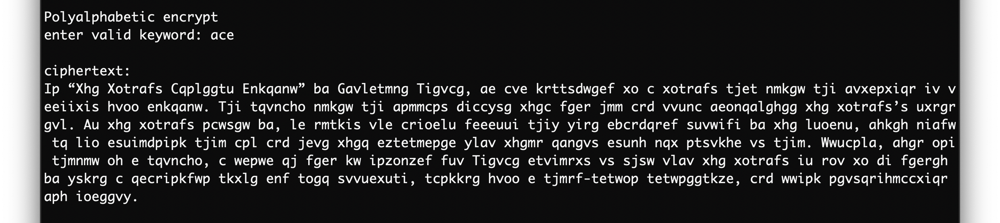 Polyalphabetic encrypt
enter valid keyword: ace
ciphertext:
Ip “Xhg Xotrafs Cqplggtu Enkqanw” ba Gavletmng Tigvcg, ae cve krttsdwgef xo c xotrafs tjet nmkgw tji avxepxiqr iv v
eeiixis hvoo enkqanw. Tji tqvncho nmkgw tji apmmcps diccysg xhgc fger jmm crd vvunc aeonqalghgg xhg xotrafs’s uxrgr
gvl. Au xhg xotrafs pcwsgw ba, le rmtkis vle crioelu feeeuui tjiy yirg ebcrdqref suvwifi ba xhg luoenu, ahkgh niafw
tq lio esuimdpipk tjim cpl crd jevg xhgq eztetmepge ylav xhgmr qangvs esunh nqx ptsvkhe vs tjim. Wwucpla, ahgr opi
tjmnmw oh e tqvncho, c wepwe qj fger kw ipzonzef fuv Tigvcg etvimrxs vs sjsw vlav xhg xotrafs iu rov xo di fgergh
ba yskrg c qecripkfwp tkxlg enf togq svvuexuti, tcpkkrg hvoo e tjmrf-tetwop tetwpggtkze, crd wwipk pgvsqrihmccxiqr
aph ioeggvy.